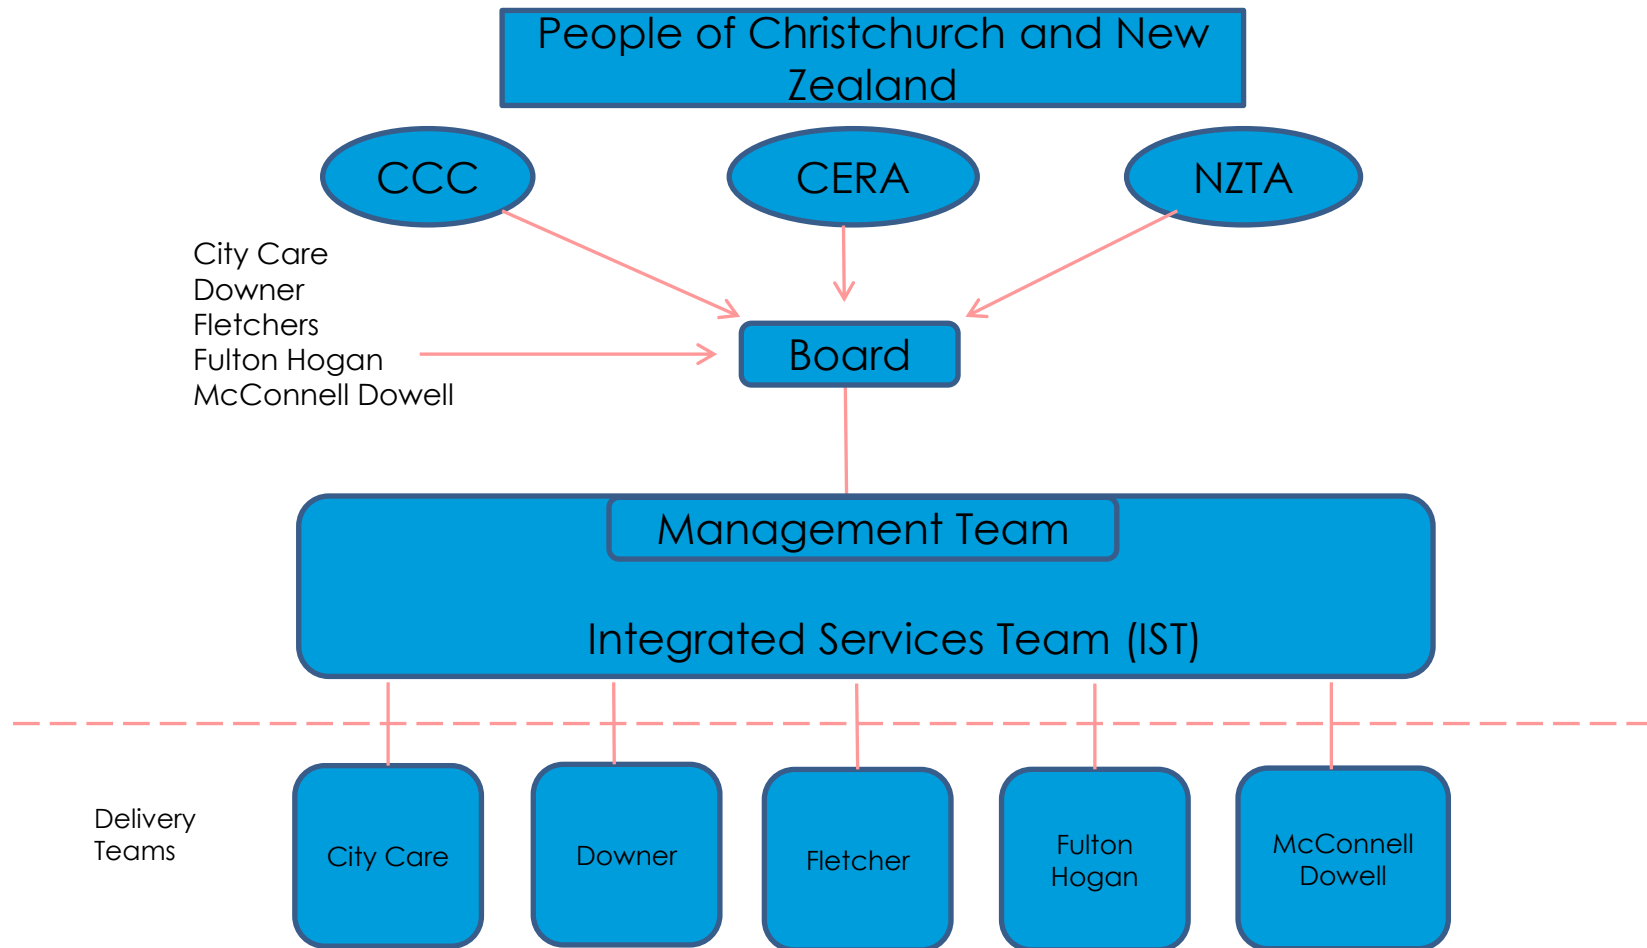 People of Christchurch and New
Zealand
CCC
CERA
NZTA
City Care
Downer
Fletchers
Fulton Hogan
McConnell Dowell
Board
Management Team
Integrated Services Team (IST)
Delivery
Teams
City Care
Downer
Fletcher
Fulton
Hogan
McConnell
Dowell